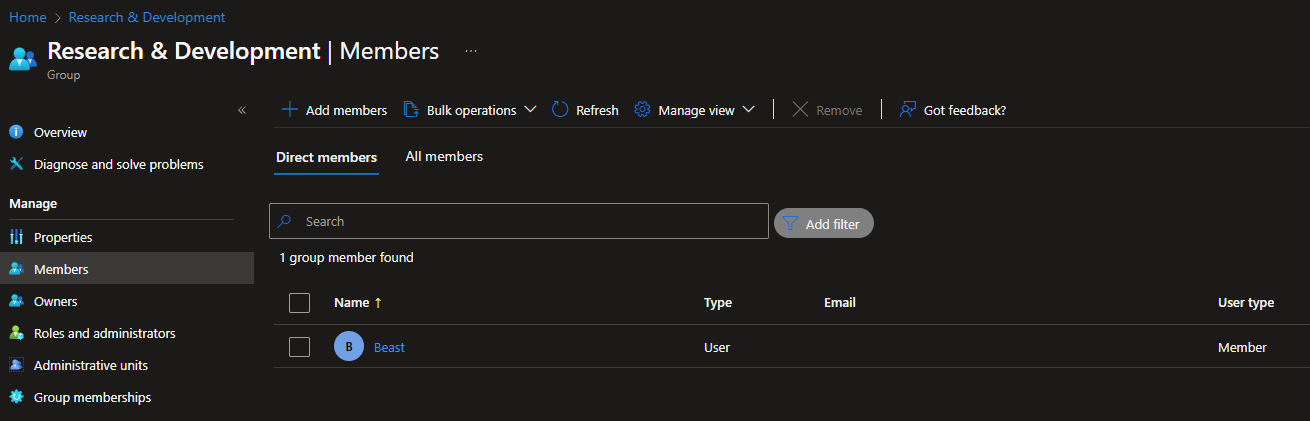 Home > Research & Development
Research & Development | Members ...
Group
«
Add members Bulk operations Refresh Manage view Remove Got feedback?
Overview
Diagnose and solve problems
Manage
Properties
Members
Owners
Roles and administrators
Administrative units
Group memberships
Direct members All members
Search Add filter
1 group member found
Name ↑ Type Email User type
B Beast User Member